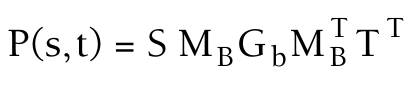 P(s,t) = S M_B G_b M_B^T T^T